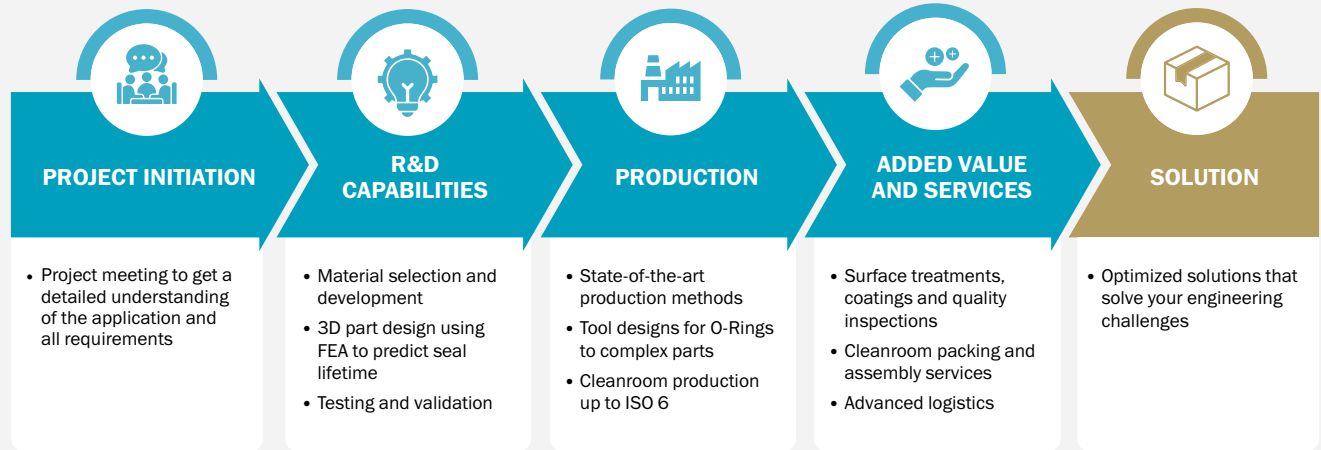 PROJECT INITIATION
• Project meeting to get a
detailed understanding
of the application and
all requirements
R&D
CAPABILITIES
• Material selection and
development
• 3D part design using
FEA to predict seal
lifetime
• Testing and validation
PRODUCTION
• State-of-the-art
production methods
• Tool designs for O-Rings
to complex parts
• Cleanroom production
up to ISO 6
ADDED VALUE
AND SERVICES
• Surface treatments,
coatings and quality
inspections
• Cleanroom packing and
assembly services
• Advanced logistics
SOLUTION
• Optimized solutions that
solve your engineering
challenges